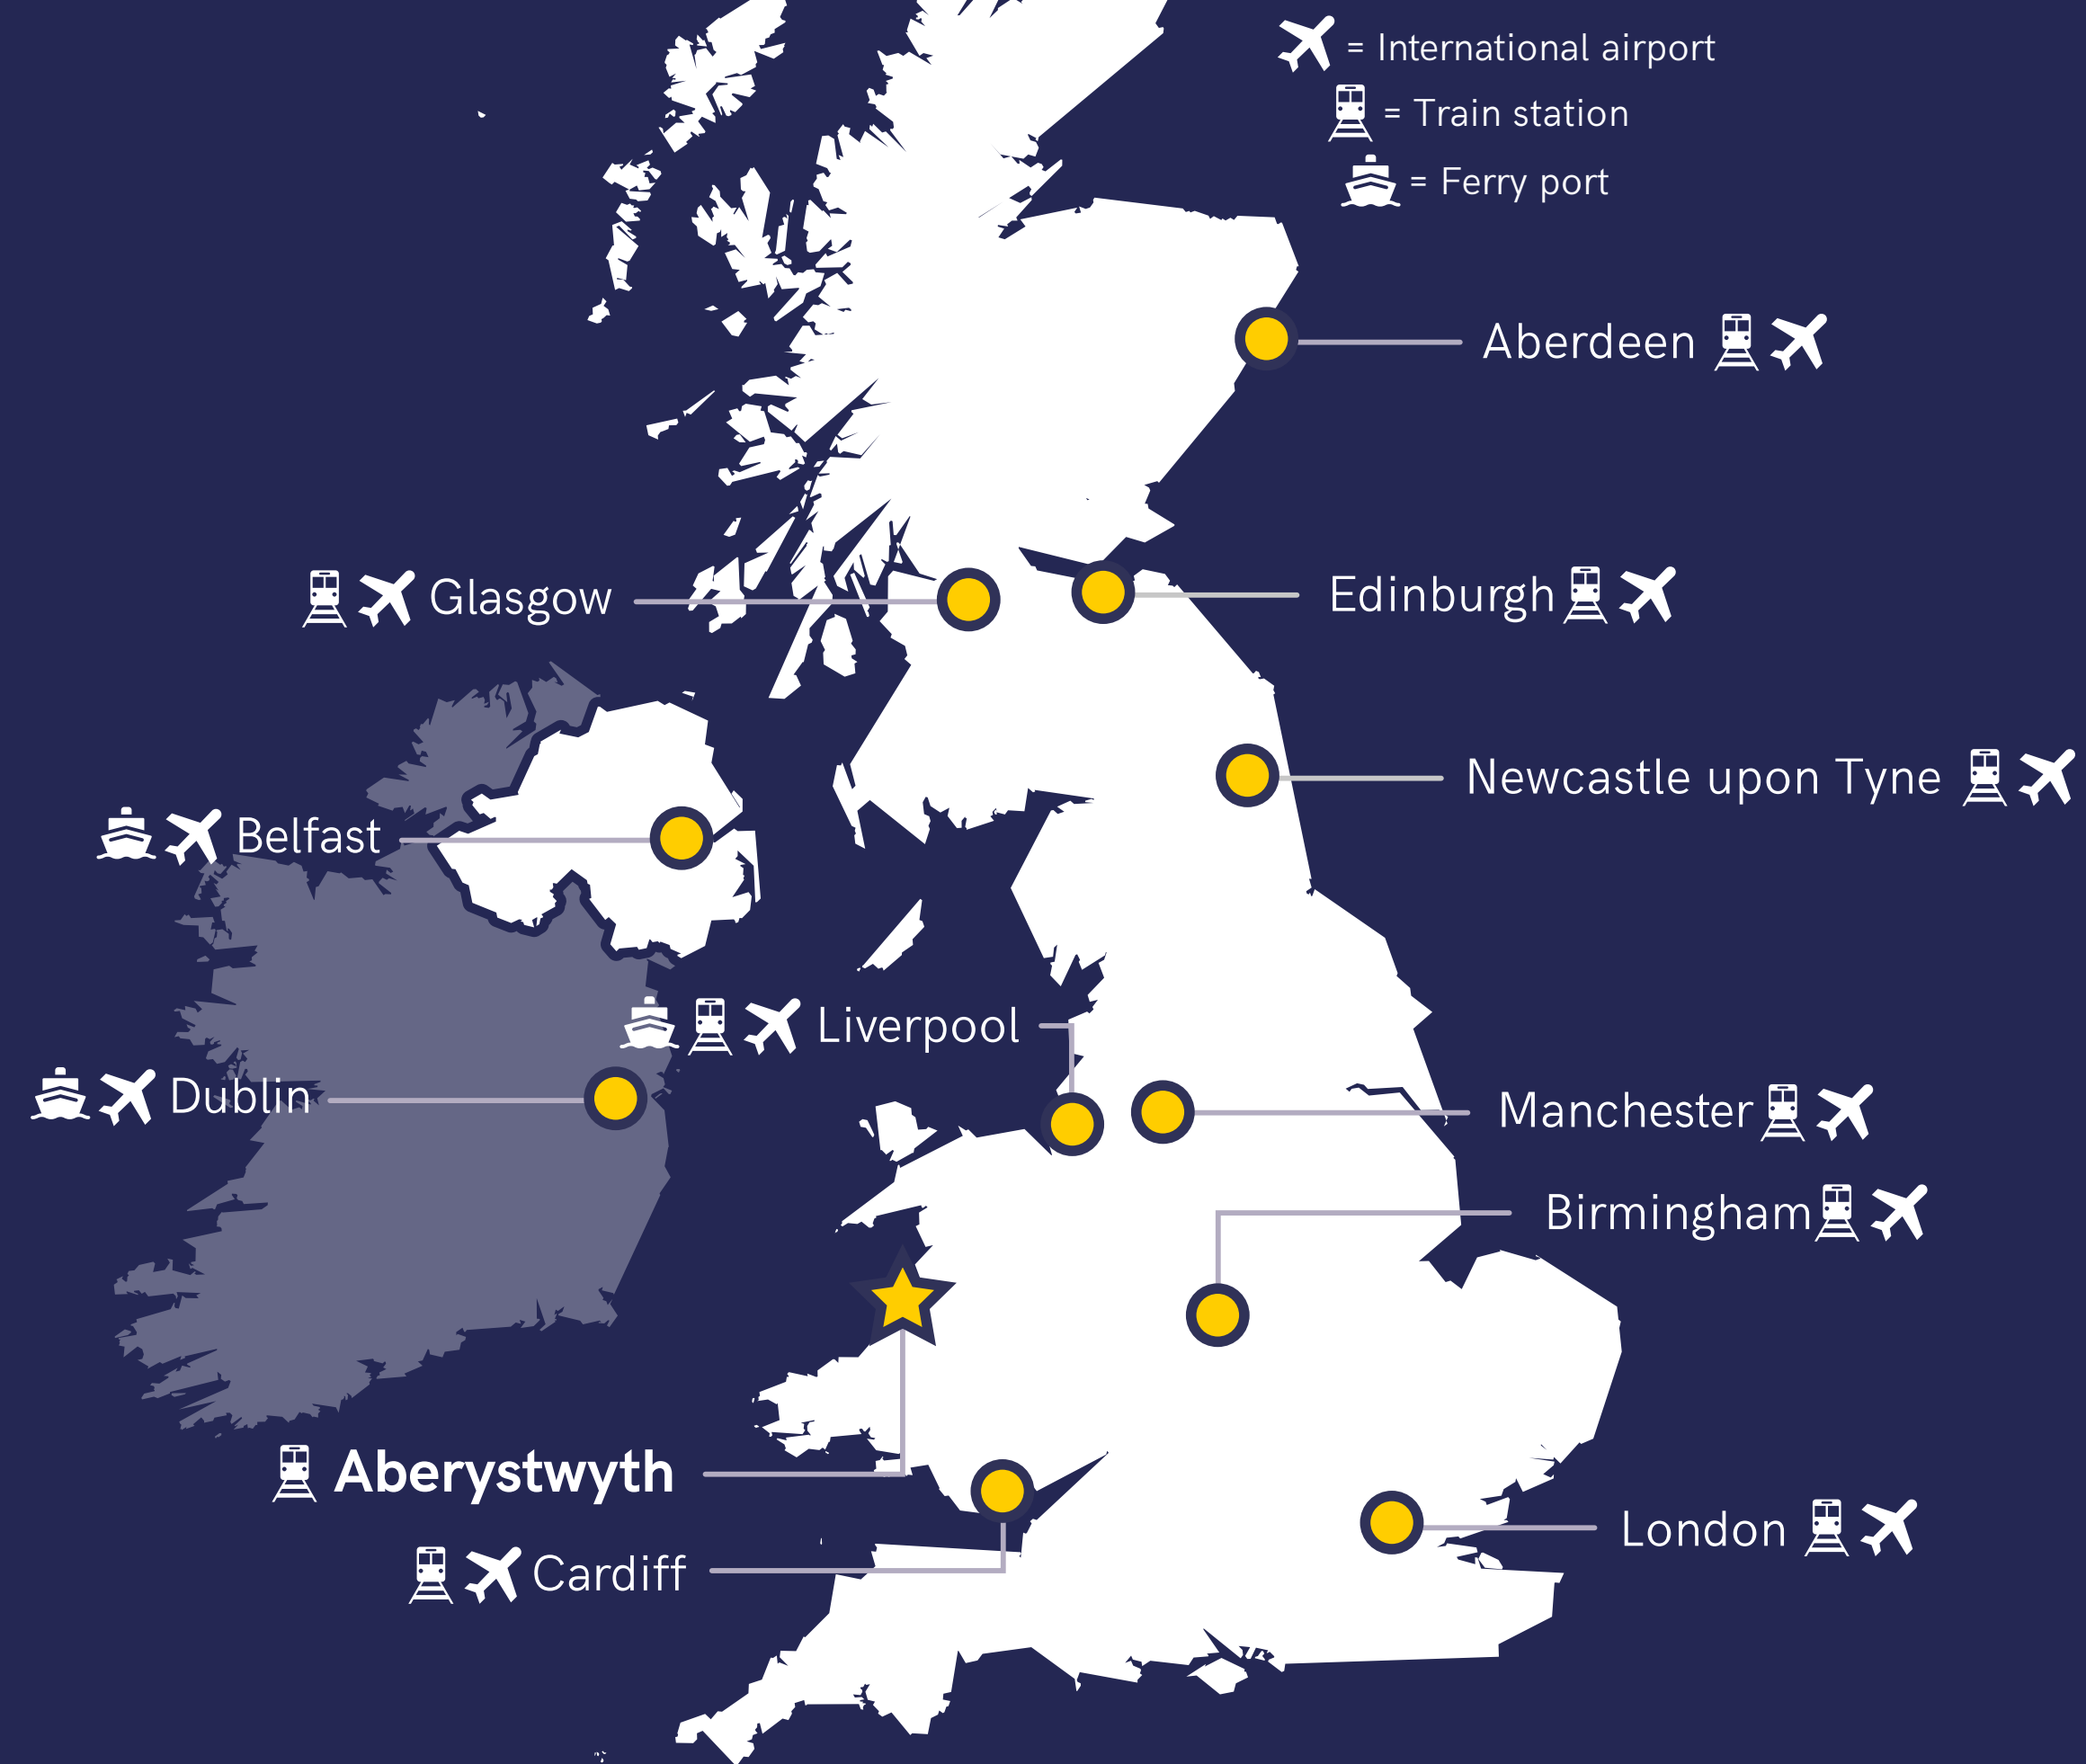 = International airport
= Train station
= Ferry port
Aberdeen
Glasgow
Edinburgh
Newcastle upon Tyne
Belfast
Liverpool
Dublin
Manchester
Birmingham
Aberystwyth
London
Cardiff